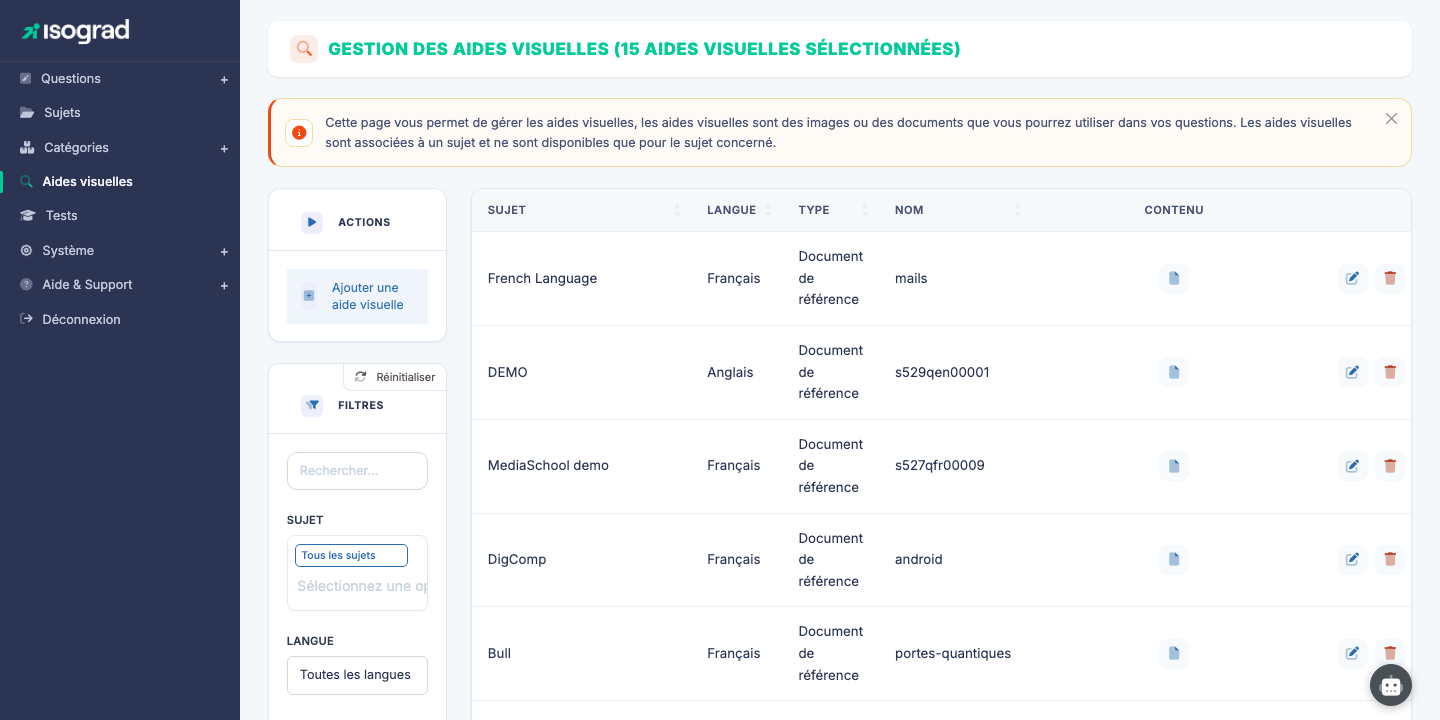 isograd
Questions +
Sujets
Catégories +
Aides visuelles
Tests
Système +
Aide & Support +
Déconnexion
GESTION DES AIDES VISUELLES (15 AIDES VISUELLES SÉLECTIONNÉES)
Cette page vous permet de gérer les aides visuelles, les aides visuelles sont des images ou des documents que vous pourrez utiliser dans vos questions. Les aides visuelles
sont associées à un sujet et ne sont disponibles que pour le sujet concerné.
ACTIONS
Ajouter une
aide visuelle
Réinitialiser
FILTRES
Rechercher...
SUJET
Tous les sujets
Sélectionnez une op
LANGUE
Toutes les langues
SUJET LANGUE TYPE NOM CONTENU
Document
French Language Français de mails
référence
Document
DEMO Anglais de s529qen00001
référence
Document
MediaSchool demo Français de s527qfr00009
référence
Document
DigComp Français de android
référence
Document
Bull Français de portes-quantiques
référence